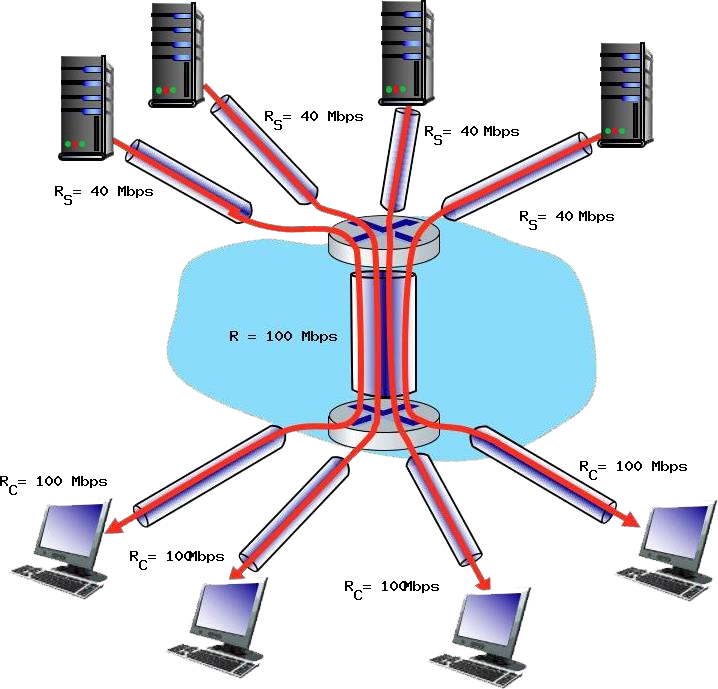 R_S= 40 Mbps
R_S= 40 Mbps
R_S= 40 Mbps
R_S= 40 Mbps
R = 100 Mbps
R_C= 100 Mbps
R_C= 100 Mbps
R_C= 100Mbps
R_C= 100Mbps